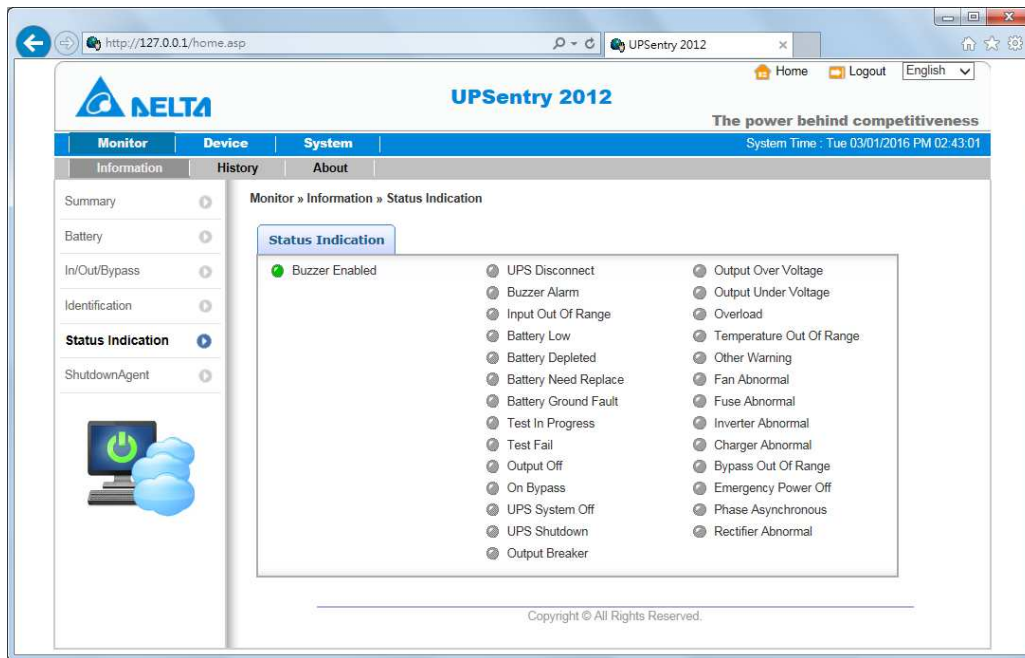 http://127.0.0.1/home.asp
UPSentry 2012
Home Logout English
DELTA
UPSentry 2012
The power behind competitiveness
Monitor Device System System Time : Tue 03/01/2016 PM 02:43:01
Information History About
Summary
Battery
In/Out/Bypass
Identification
Status Indication
ShutdownAgent
Monitor » Information » Status Indication
Status Indication
Buzzer Enabled
UPS Disconnect
Buzzer Alarm
Input Out Of Range
Battery Low
Battery Depleted
Battery Need Replace
Battery Ground Fault
Test In Progress
Test Fail
Output Off
On Bypass
UPS System Off
UPS Shutdown
Output Breaker
Output Over Voltage
Output Under Voltage
Overload
Temperature Out Of Range
Other Warning
Fan Abnormal
Fuse Abnormal
Inverter Abnormal
Charger Abnormal
Bypass Out Of Range
Emergency Power Off
Phase Asynchronous
Rectifier Abnormal
Copyright © All Rights Reserved.